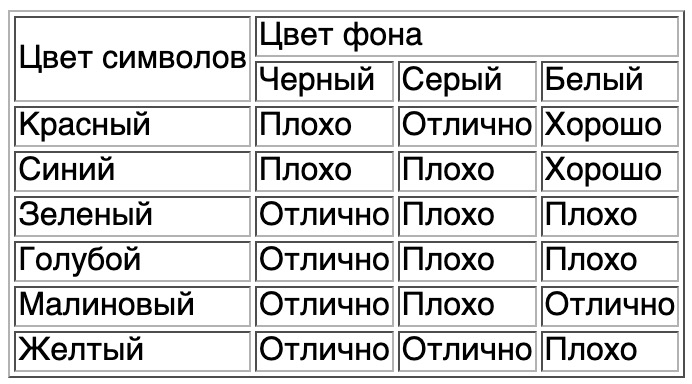 Цвет символов
Цвет фона
Черный Серый Белый
Красный Плохо Отлично Хорошо
Синий Плохо Плохо Хорошо
Зеленый Отлично Плохо Плохо
Голубой Отлично Плохо Плохо
Малиновый Отлично Плохо Отлично
Желтый Отлично Отлично Плохо